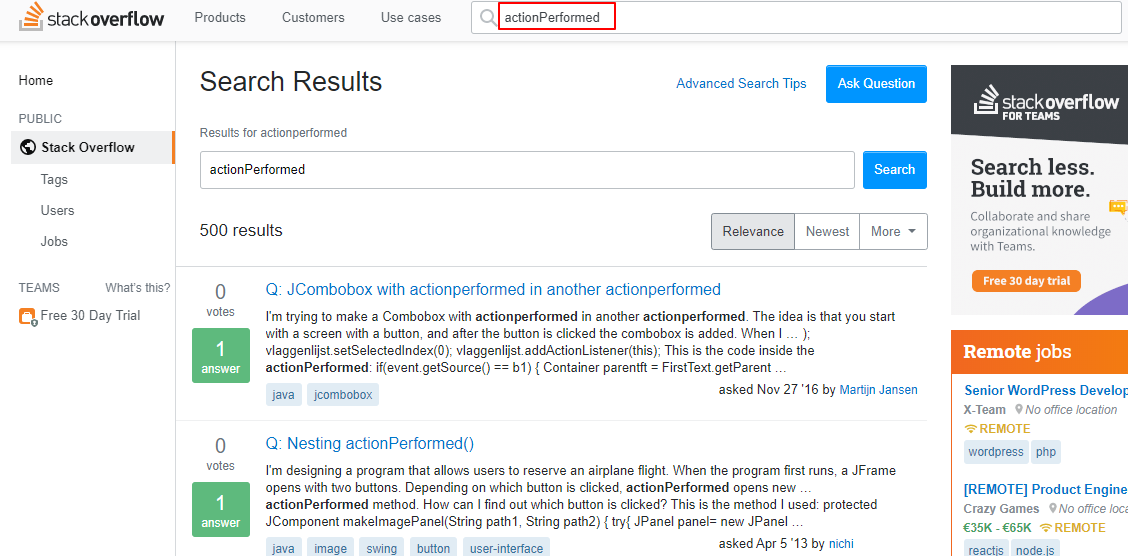 stack overflow
Products
Customers
Use cases
actionPerformed
Home
PUBLIC
Stack Overflow
Tags
Users
Jobs
TEAMS
What's this?
Free 30 Day Trial
Search Results
Advanced Search Tips
Ask Question
Results for actionperformed
actionPerformed
Search
500 results
Relevance
Newest
More
0
votes
1
answer
Q: JCombobox with actionperformed in another actionperformed
I'm trying to make a Combobox with actionperformed in another actionperformed. The idea is that you start
with a screen with a button, and after the button is clicked the combobox is added. When I … );
vlaggenlijst.setSelectedIndex(0); vlaggenlijst.addActionListener(this); This is the code inside the
actionPerformed: if(event.getSource() == b1) { Container parentft = FirstText.getParent …
java
jcombobox
asked Nov 27 '16 by Martijn Jansen
0
votes
1
answer
Q: Nesting actionPerformed()
I'm designing a program that allows users to reserve an airplane flight. When the program first runs, a JFrame
opens with two buttons. Depending on which button is clicked, actionPerformed opens new …
actionPerformed method. How can I find out which button is clicked? This is the method I used: protected
JComponent makeImagePanel(String path1, String path2) { try{ JPanel panel= new JPanel …
java
image
swing
button
user-interface
asked Apr 5 '13 by nichi
stack overflow
FOR TEAMS
Search less.
Build more.
Collaborate and share
organizational knowledge
with Teams.
Free 30 day trial
Remote jobs
Senior WordPress Develop
X-Team
No office location
REMOTE
wordpress
php
[REMOTE] Product Engine
Crazy Games
No office
€35K - €65K
REMOTE
reactjs
node.js